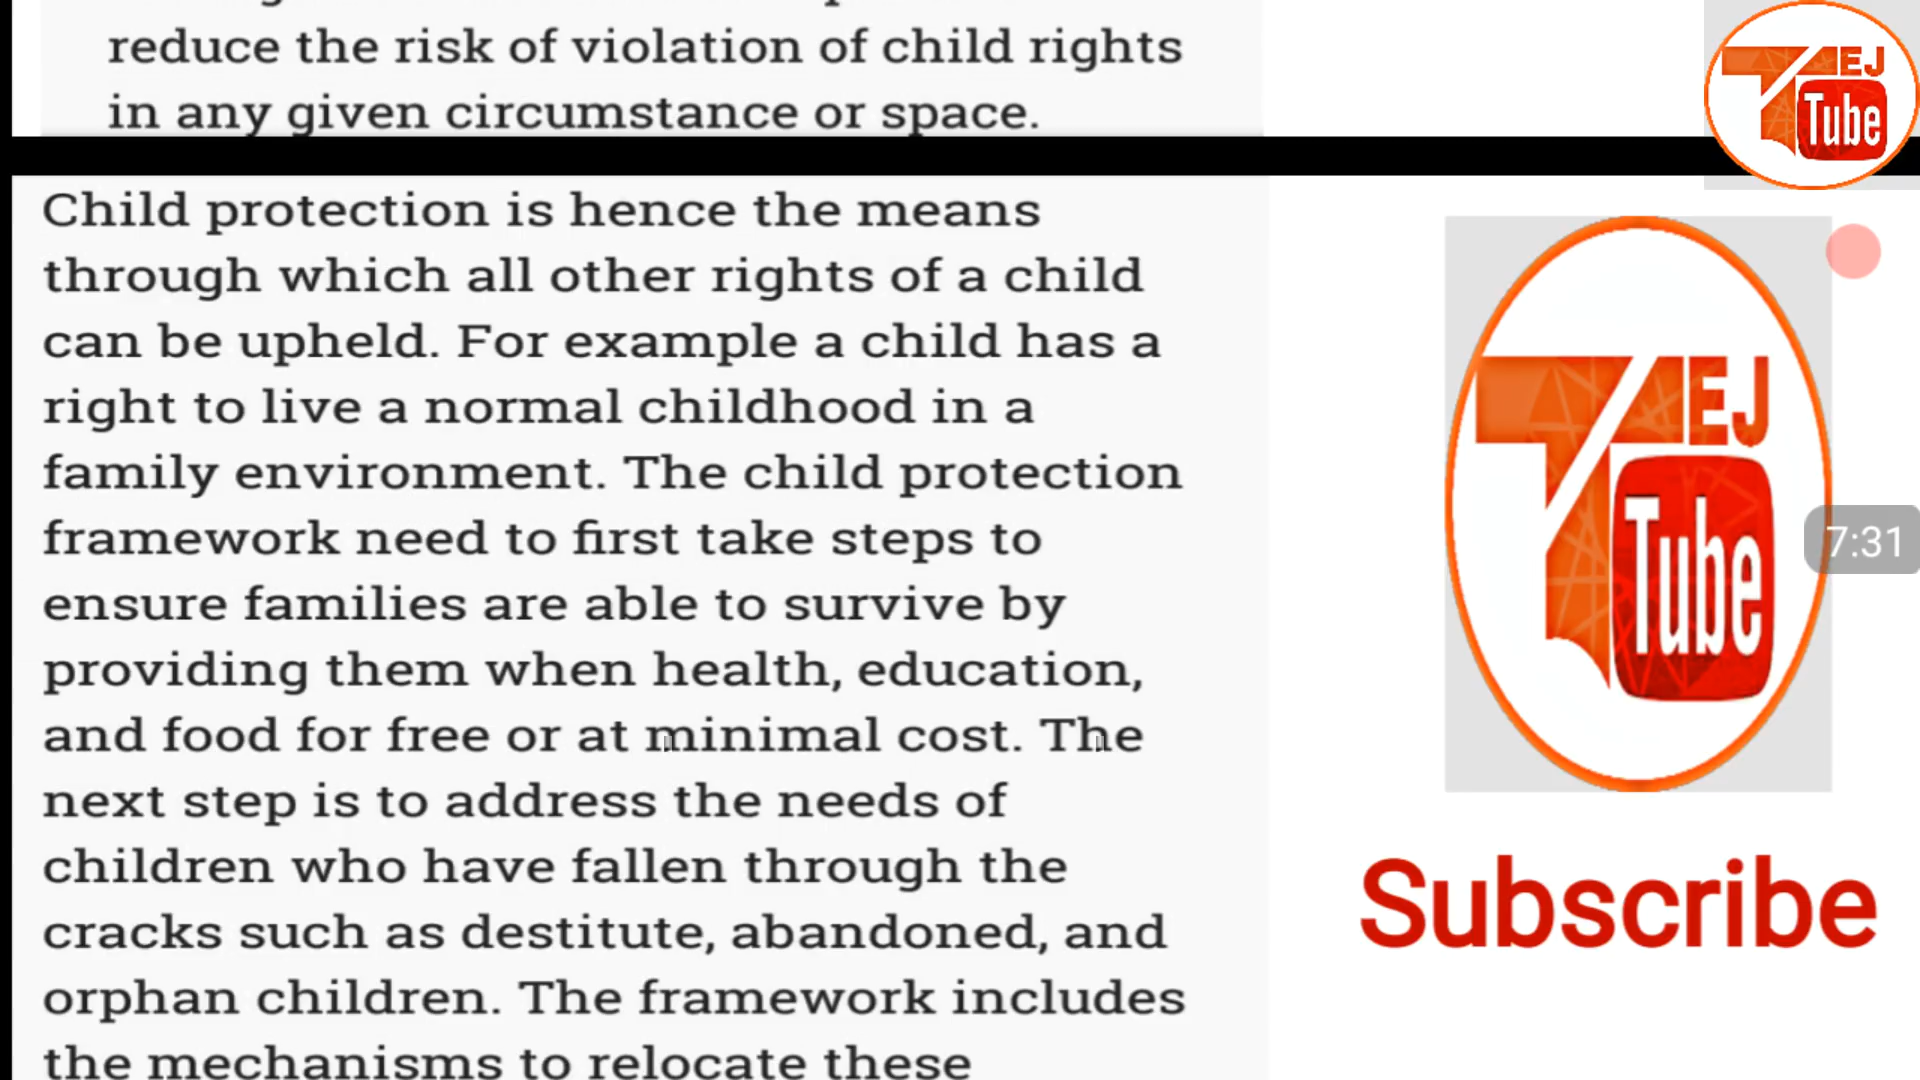 reduce the risk of violation of child rights
in any given circumstance or space.
Child protection is hence the means
through which all other rights of a child
can be upheld. For example a child has a
right to live a normal childhood in a
family environment. The child protection
framework need to first take steps to
ensure families are able to survive by
providing them when health, education,
and food for free or at minimal cost. The
next step is to address the needs of
children who have fallen through the
cracks such as destitute, abandoned, and
orphan children. The framework includes
the mechanisms to relocate these
TEJ
Tube
TEJ
Tube
7:31
Subscribe